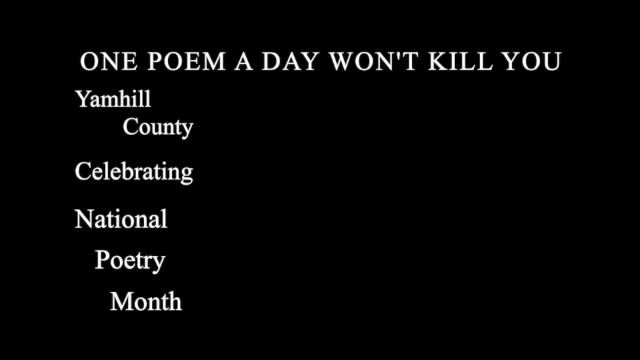 ONE POEM A DAY WON'T KILL YOU
Yamhill
County
Celebrating
National
Poetry
Month